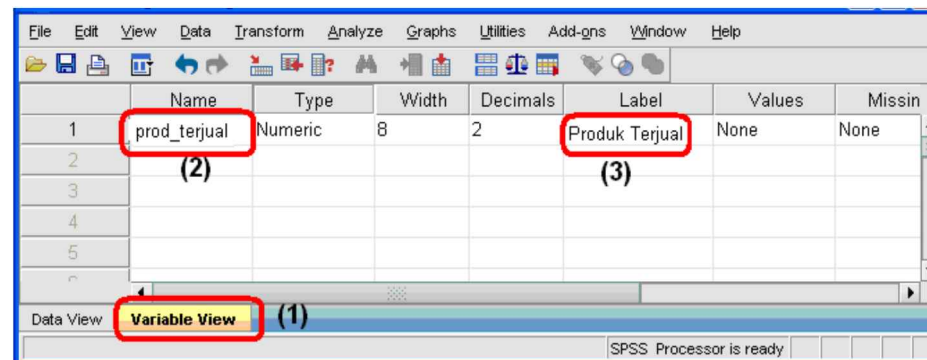 File Edit View Data Transform Analyze Graphs Utilities Add-ons Window Help
Name Type Width Decimals Label Values Missin
1 prod_terjual Numeric 8 2 Produk Terjual None None
2 (2) (3)
3
4
5
Data View Variable View (1)
SPSS Processor is ready